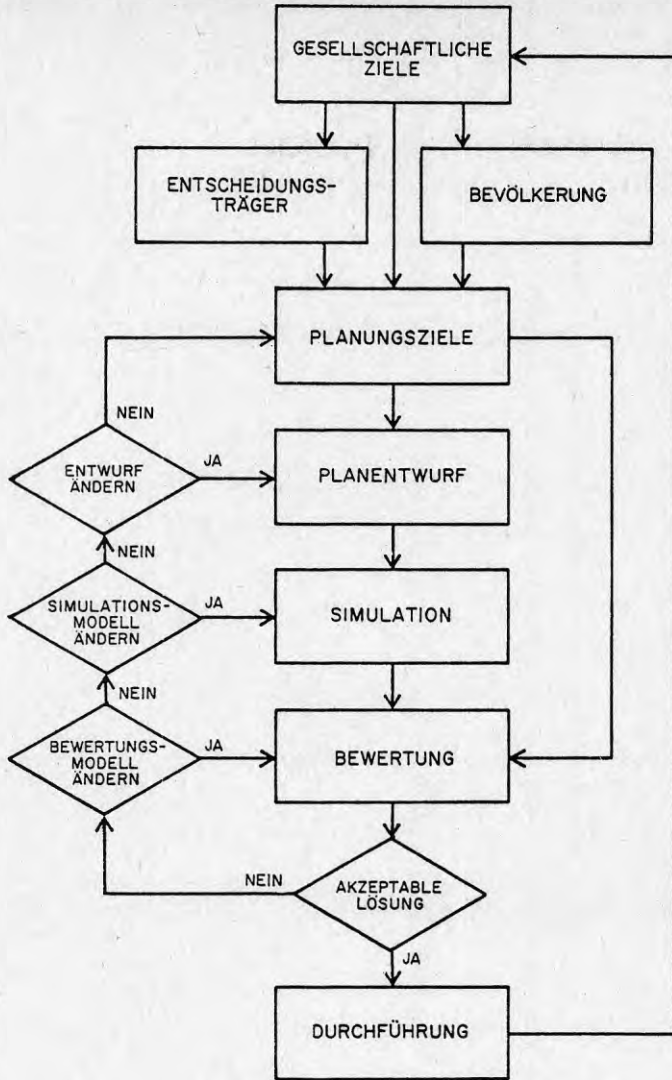 GESELLSCHAFTLICHE
ZIELE
ENTSCHEIDUNGS-
TRÄGER
BEVÖLKERUNG
PLANUNGSZIELE
NEIN
ENTWURF
ÄNDERN
JA
PLANENTWURF
NEIN
SIMULATIONS-
MODELL
ÄNDERN
JA
SIMULATION
NEIN
BEWERTUNGS-
MODELL
ÄNDERN
JA
BEWERTUNG
NEIN
AKZEPTABLE
LÖSUNG
JA
DURCHFÜHRUNG